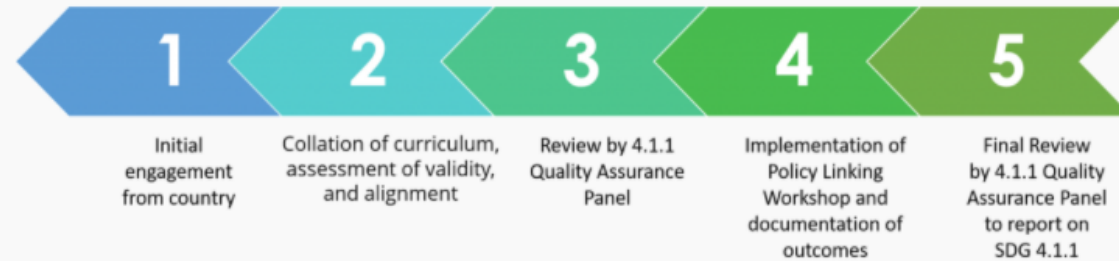 1
2
3
4
5
Initial
engagement
from country
Collation of curriculum,
assessment of validity,
and alignment
Review by 4.1.1
Quality Assurance
Panel
Implementation of
Policy Linking
Workshop and
documentation of
outcomes
Final Review
by 4.1.1 Quality
Assurance Panel
to report on
SDG 4.1.1